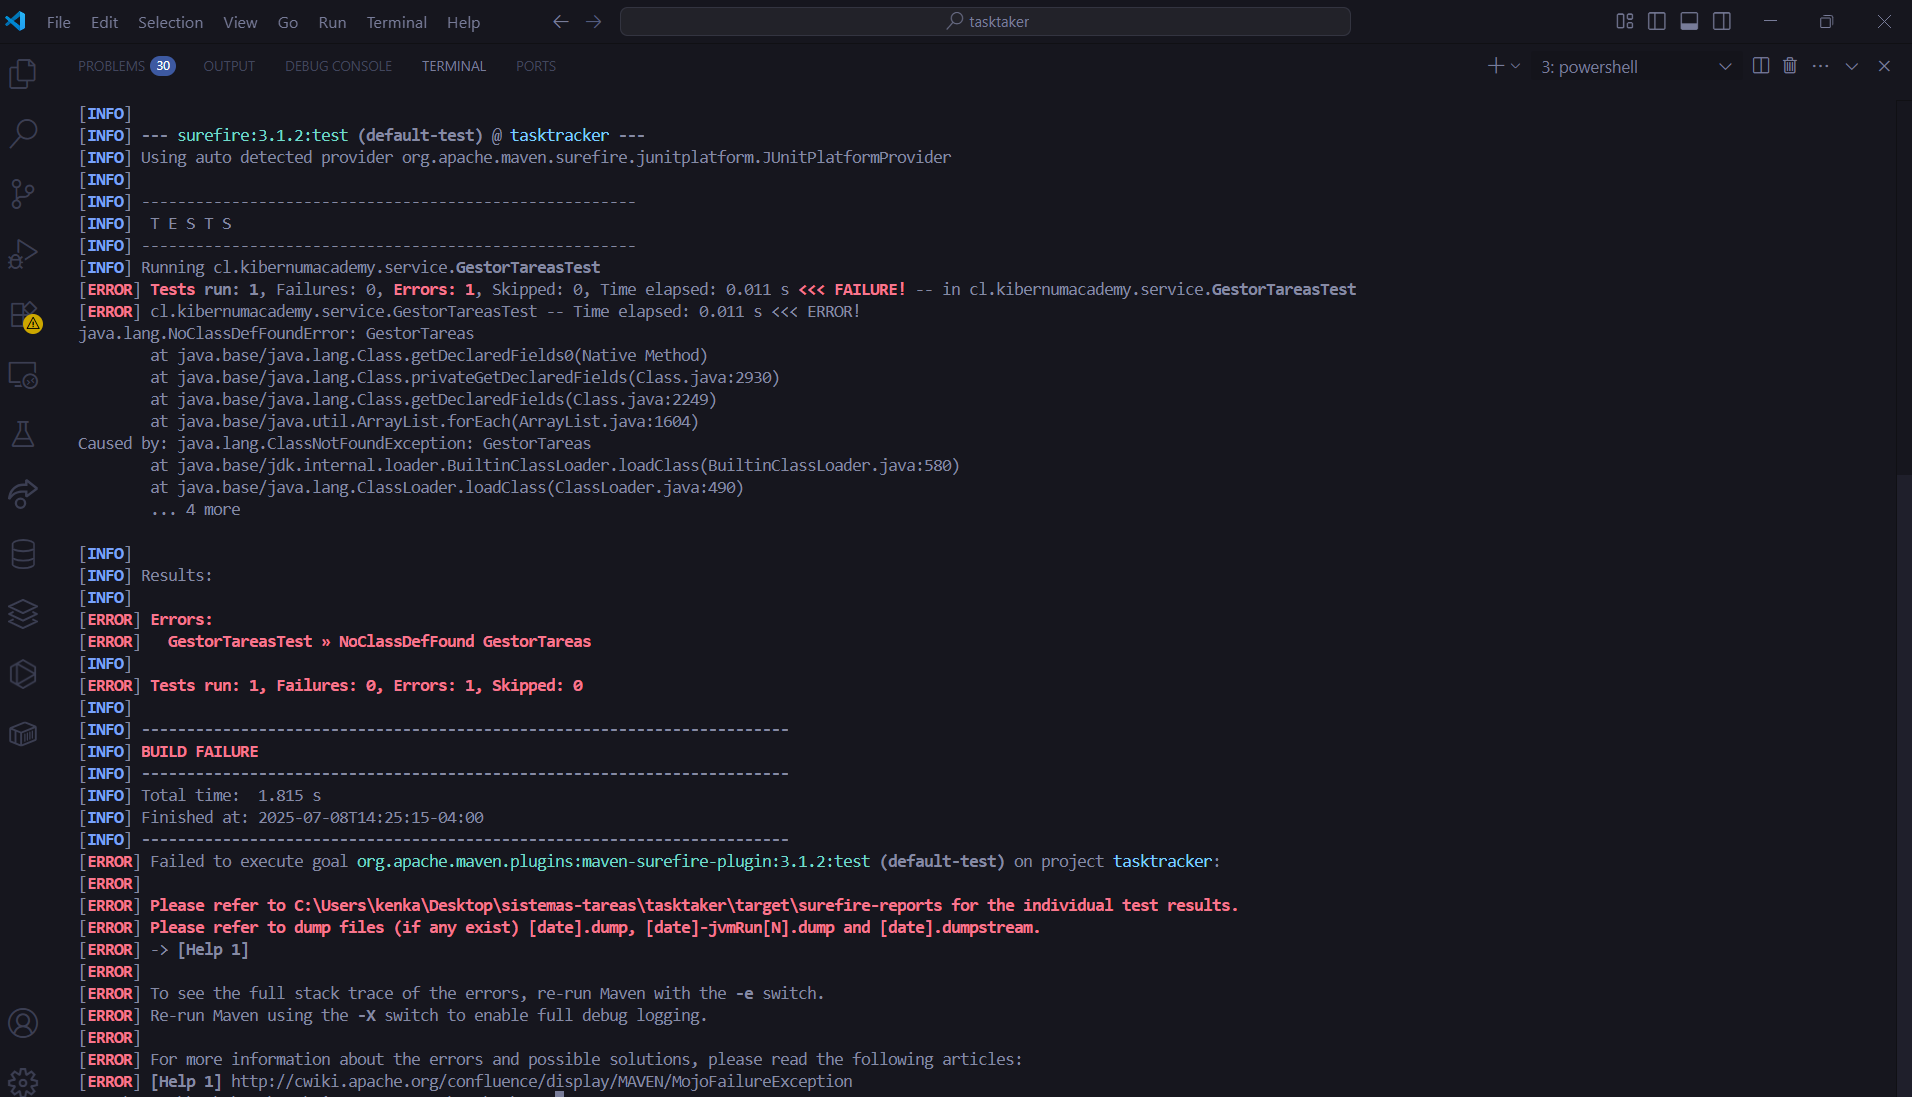 File Edit Selection View Go Run Terminal Help tasktaker
PROBLEMS 30 OUTPUT DEBUG CONSOLE TERMINAL PORTS 3: powershell
[INFO]
[INFO] --- surefire:3.1.2:test (default-test) @ tasktracker ---
[INFO] Using auto detected provider org.apache.maven.surefire.junitplatform.JUnitPlatformProvider
[INFO]
[INFO] -------------------------------------------------------
[INFO]  T E S T S
[INFO] -------------------------------------------------------
[INFO] Running cl.kibernumacademy.service.GestorTareasTest
[ERROR] Tests run: 1, Failures: 0, Errors: 1, Skipped: 0, Time elapsed: 0.011 s <<< FAILURE! -- in cl.kibernumacademy.service.GestorTareasTest
[ERROR] cl.kibernumacademy.service.GestorTareasTest -- Time elapsed: 0.011 s <<< ERROR!
java.lang.NoClassDefFoundError: GestorTareas
        at java.base/java.lang.Class.getDeclaredFields0(Native Method)
        at java.base/java.lang.Class.privateGetDeclaredFields(Class.java:2930)
        at java.base/java.lang.Class.getDeclaredFields(Class.java:2249)
        at java.base/java.util.ArrayList.forEach(ArrayList.java:1604)
Caused by: java.lang.ClassNotFoundException: GestorTareas
        at java.base/jdk.internal.loader.BuiltinClassLoader.loadClass(BuiltinClassLoader.java:580)
        at java.base/java.lang.ClassLoader.loadClass(ClassLoader.java:490)
        ... 4 more
[INFO]
[INFO] Results:
[INFO]
[ERROR] Errors:
[ERROR]   GestorTareasTest » NoClassDefFound GestorTareas
[INFO]
[ERROR] Tests run: 1, Failures: 0, Errors: 1, Skipped: 0
[INFO]
[INFO] ------------------------------------------------------------------------
[INFO] BUILD FAILURE
[INFO] ------------------------------------------------------------------------
[INFO] Total time:  1.815 s
[INFO] Finished at: 2025-07-08T14:25:15-04:00
[INFO] ------------------------------------------------------------------------
[ERROR] Failed to execute goal org.apache.maven.plugins:maven-surefire-plugin:3.1.2:test (default-test) on project tasktracker:
[ERROR]
[ERROR] Please refer to C:\Users\kenka\Desktop\sistemas-tareas\tasktaker\target\surefire-reports for the individual test results.
[ERROR] Please refer to dump files (if any exist) [date].dump, [date]-jvmRun[N].dump and [date].dumpstream.
[ERROR] -> [Help 1]
[ERROR]
[ERROR] To see the full stack trace of the errors, re-run Maven with the -e switch.
[ERROR] Re-run Maven using the -X switch to enable full debug logging.
[ERROR]
[ERROR] For more information about the errors and possible solutions, please read the following articles:
[ERROR] [Help 1] http://cwiki.apache.org/confluence/display/MAVEN/MojoFailureException